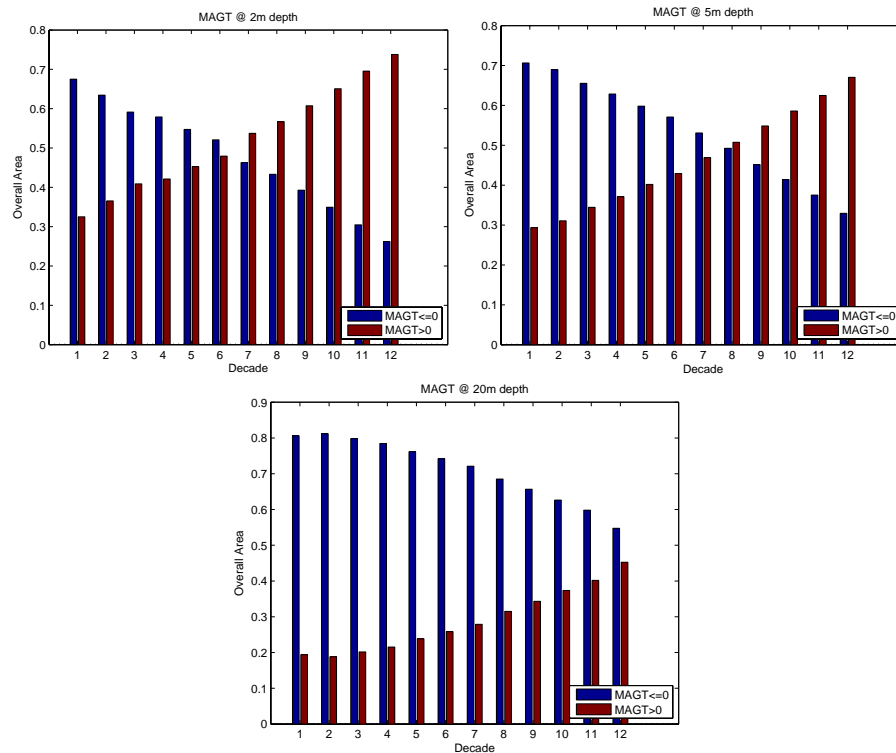 MAGT @ 2m depth
0.8
0.7
0.6
0.5
0.4
0.3
0.2
0.1
0
Overall Area
1 2 3 4 5 6 7 8 9 10 11 12
Decade
MAGT<=0
MAGT>0
MAGT @ 5m depth
0.8
0.7
0.6
0.5
0.4
0.3
0.2
0.1
0
Overall Area
1 2 3 4 5 6 7 8 9 10 11 12
Decade
MAGT<=0
MAGT>0
MAGT @ 20m depth
0.9
0.8
0.7
0.6
0.5
0.4
0.3
0.2
0.1
0
Overall Area
1 2 3 4 5 6 7 8 9 10 11 12
Decade
MAGT<=0
MAGT>0